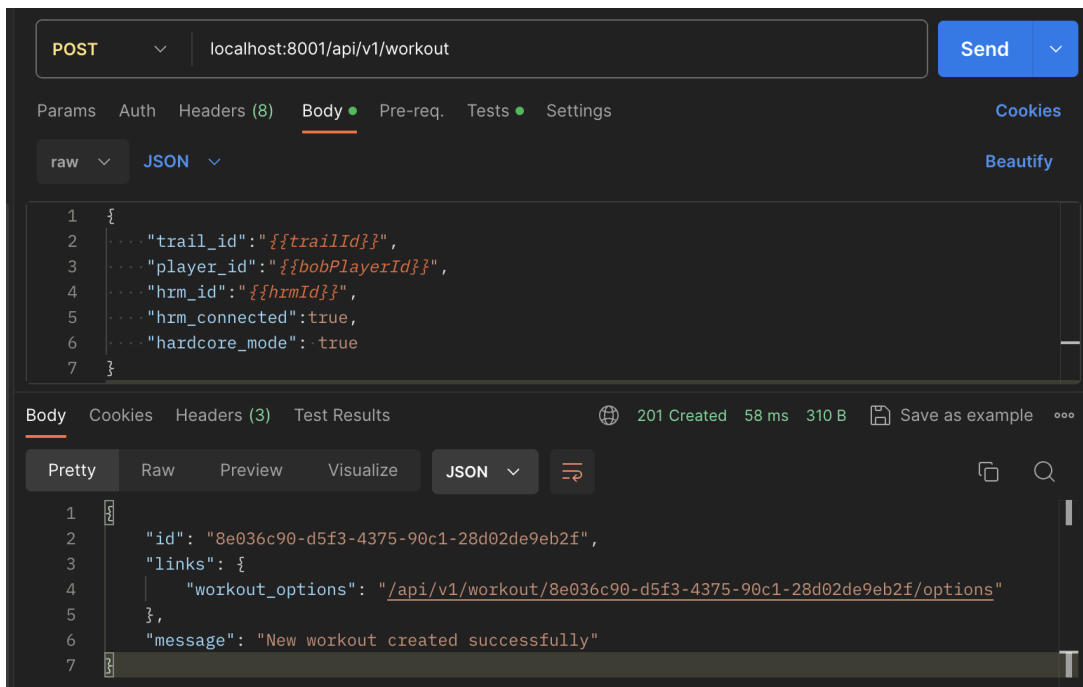 POST localhost:8001/api/v1/workout Send
Params Auth Headers (8) Body Pre-req. Tests Settings Cookies
raw JSON Beautify
1 {
2 "trail_id":"{{trailId}}",
3 "player_id":"{{bobPlayerId}}",
4 "hrm_id":"{{hrmId}}",
5 "hrm_connected":true,
6 "hardcore_mode": true
7 }
Body Cookies Headers (3) Test Results 201 Created 58 ms 310 B Save as example
Pretty Raw Preview Visualize JSON
1 {
2 "id": "8e036c90-d5f3-4375-90c1-28d02de9eb2f",
3 "links": {
4 "workout_options": "/api/v1/workout/8e036c90-d5f3-4375-90c1-28d02de9eb2f/options"
5 },
6 "message": "New workout created successfully"
7 }